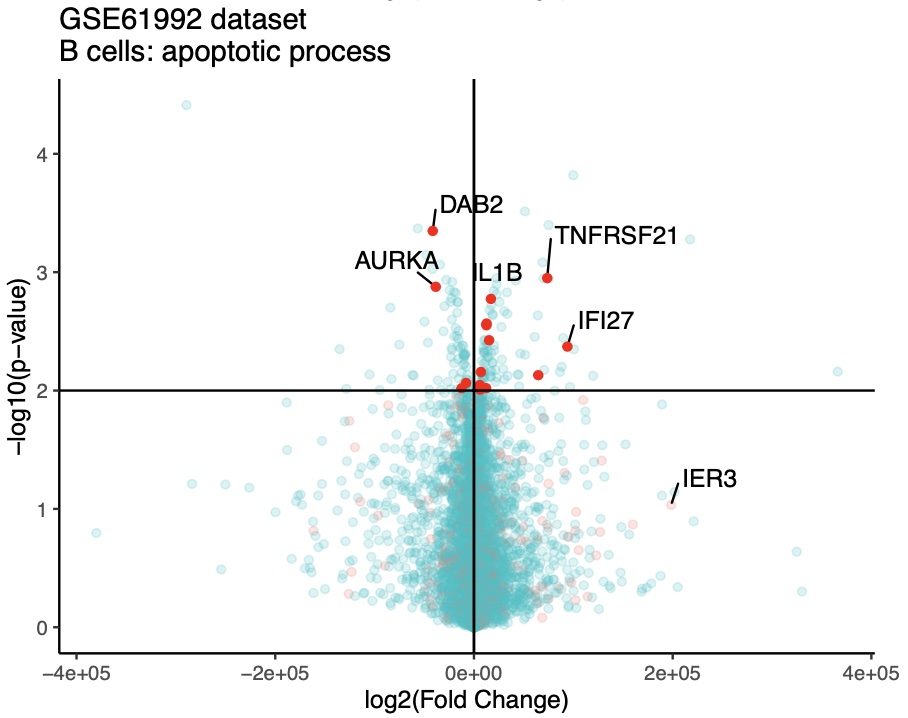 GSE61992 dataset
B cells: apoptotic process
DAB2
TNFRSF21
AURKA
IL1B
IFI27
IER3
4
3
2
1
0
−log10(p−value)
−4e+05
−2e+05
0e+00
2e+05
4e+05
log2(Fold Change)